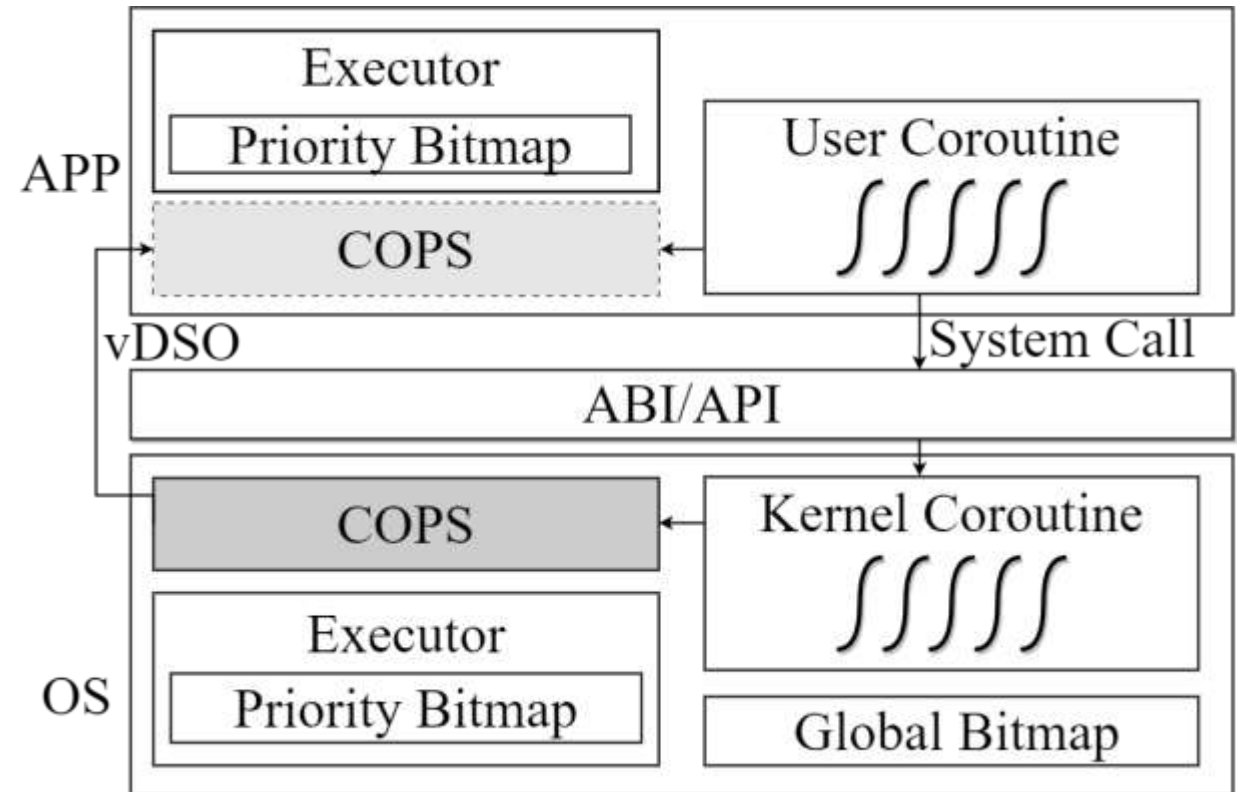 Executor
Priority Bitmap
APP
COPS
User Coroutine
vDSO
System Call
ABI/API
COPS
Kernel Coroutine
Executor
Priority Bitmap
OS
Global Bitmap